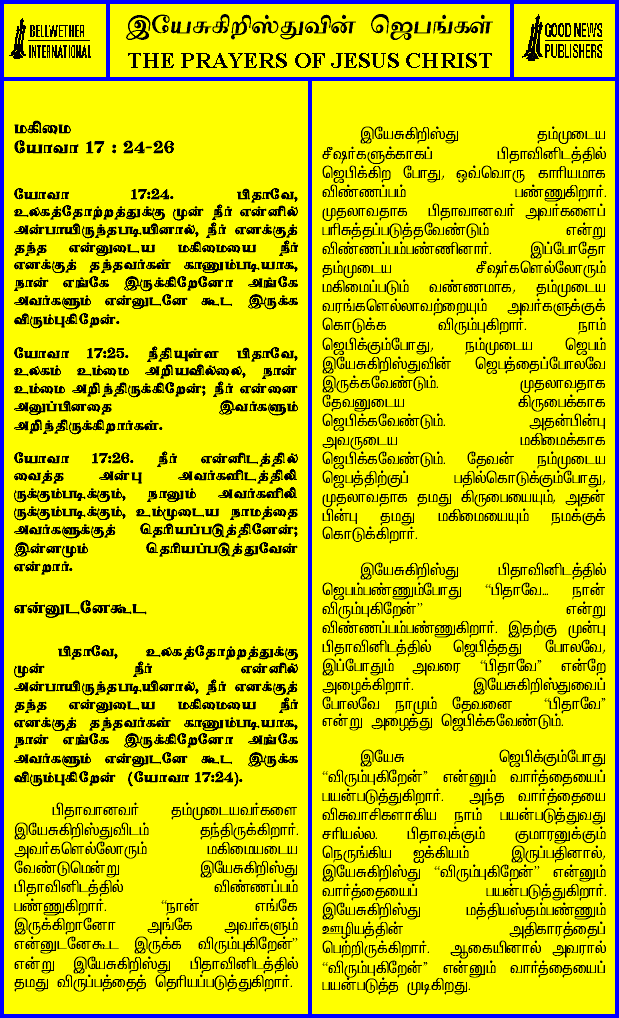 BELLWETHER
INTERNATIONAL
இயேசுகிறிஸ்துவின் ஜெபங்கள்
THE PRAYERS OF JESUS CHRIST
GOOD NEWS
PUBLISHERS
மகிமை
யோவா 17 : 24-26
யோவா 17:24. பிதாவே,
உலகத்தோற்றத்துக்கு முன் நீர் என்னில்
அன்பாயிருந்தபடியினால், நீர் எனக்குத்
தந்த என்னுடைய மகிமையை நீர்
எனக்குத் தந்தவர்கள் காணும்படியாக,
நான் எங்கே இருக்கிறேனோ அங்கே
அவர்களும் என்னுடனே கூட இருக்க
விரும்புகிறேன்.
யோவா 17:25. நீதியுள்ள பிதாவே,
உலகம் உம்மை அறியவில்லை, நான்
உம்மை அறிந்திருக்கிறேன்; நீர் என்னை
அனுப்பினதை இவர்களும்
அறிந்திருக்கிறார்கள்.
யோவா 17:26. நீர் என்னிடத்தில்
வைத்த அன்பு அவர்களிடத்திலி
ருக்கும்படிக்கும், நானும் அவர்களிலி
ருக்கும்படிக்கும், உம்முடைய நாமத்தை
அவர்களுக்குத் தெரியப்படுத்தினேன்;
இன்னமும் தெரியப்படுத்துவேன்
என்றார்.
என்னுடனேகூட
பிதாவே, உலகத்தோற்றத்துக்கு
முன் நீர் என்னில்
அன்பாயிருந்தபடியினால், நீர் எனக்குத்
தந்த என்னுடைய மகிமையை நீர்
எனக்குத் தந்தவர்கள் காணும்படியாக,
நான் எங்கே இருக்கிறேனோ அங்கே
அவர்களும் என்னுடனே கூட இருக்க
விரும்புகிறேன் (யோவா 17:24).
பிதாவானவர் தம்முடையவர்களை
இயேசுகிறிஸ்துவிடம் தந்திருக்கிறார்.
அவர்களெல்லோரும் மகிமையடைய
வேண்டுமென்று இயேசுகிறிஸ்து
பிதாவினிடத்தில் விண்ணப்பம்
பண்ணுகிறார். “நான் எங்கே
இருக்கிறானோ அங்கே அவர்களும்
என்னுடனேகூட இருக்க விரும்புகிறேன்”
என்று இயேசுகிறிஸ்து பிதாவினிடத்தில்
தமது விருப்பத்தைத் தெரியப்படுத்துகிறார்.
இயேசுகிறிஸ்து தம்முடைய
சீஷர்களுக்காகப் பிதாவினிடத்தில்
ஜெபிக்கிற போது, ஒவ்வொரு காரியமாக
விண்ணப்பம் பண்ணுகிறார்.
முதலாவதாக பிதாவானவர் அவர்களைப்
பரிசுத்தப்படுத்தவேண்டும் என்று
விண்ணப்பம்பண்ணினார். இப்போதோ
தம்முடைய சீஷர்களெல்லோரும்
மகிமைப்படும் வண்ணமாக, தம்முடைய
வரங்களெல்லாவற்றையும் அவர்களுக்குக்
கொடுக்க விரும்புகிறார். நாம்
ஜெபிக்கும்போது, நம்முடைய ஜெபம்
இயேசுகிறிஸ்துவின் ஜெபத்தைப்போலவே
இருக்கவேண்டும். முதலாவதாக
தேவனுடைய கிருபைக்காக
ஜெபிக்கவேண்டும். அதன்பின்பு
அவருடைய மகிமைக்காக
ஜெபிக்கவேண்டும். தேவன் நம்முடைய
ஜெபத்திற்குப் பதில்கொடுக்கும்போது,
முதலாவதாக தமது கிருபையையும், அதன்
பின்பு தமது மகிமையையும் நமக்குக்
கொடுக்கிறார்.
இயேசுகிறிஸ்து பிதாவினிடத்தில்
ஜெபம்பண்ணும்போது “பிதாவே... நான்
விரும்புகிறேன்” என்று
விண்ணப்பம்பண்ணுகிறார். இதற்கு முன்பு
பிதாவினிடத்தில் ஜெபித்தது போலவே,
இப்போதும் அவரை “பிதாவே” என்றே
அழைக்கிறார். இயேசுகிறிஸ்துவைப்
போலவே நாமும் தேவனை “பிதாவே”
என்று அழைத்து ஜெபிக்கவேண்டும்.
இயேசு ஜெபிக்கும்போது
“விரும்புகிறேன்” என்னும் வார்த்தையைப்
பயன்படுத்துகிறார். அந்த வார்த்தையை
விசுவாசிகளாகிய நாம் பயன்படுத்துவது
சரியல்ல. பிதாவுக்கும் குமாரனுக்கும்
நெருங்கிய ஐக்கியம் இருப்பதினால்,
இயேசுகிறிஸ்து “விரும்புகிறேன்” என்னும்
வார்த்தையைப் பயன்படுத்துகிறார்.
இயேசுகிறிஸ்து மத்தியஸ்தம்பண்ணும்
ஊழியத்தின் அதிகாரத்தைப்
பெற்றிருக்கிறார். ஆகையினால் அவரால்
“விரும்புகிறேன்” என்னும் வார்த்தையைப்
பயன்படுத்த முடிகிறது.